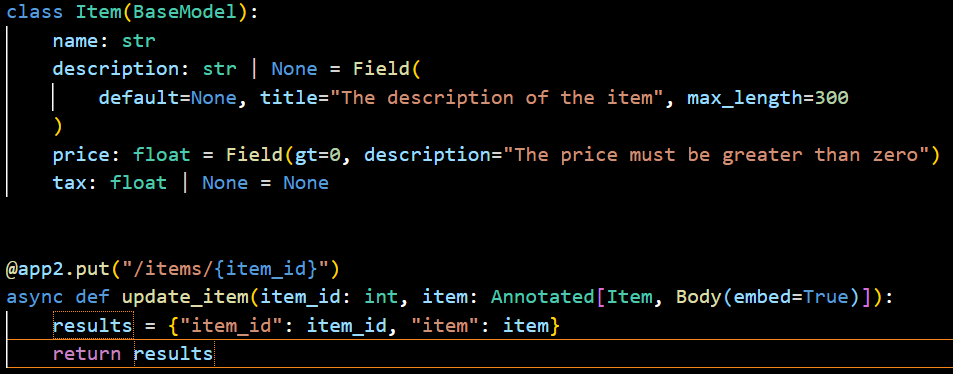 class Item(BaseModel):
    name: str
    description: str | None = Field(
        default=None, title="The description of the item", max_length=300
    )
    price: float = Field(gt=0, description="The price must be greater than zero")
    tax: float | None = None
@app2.put("/items/{item_id}")
async def update_item(item_id: int, item: Annotated[Item, Body(embed=True)]):
    results = {"item_id": item_id, "item": item}
    return results